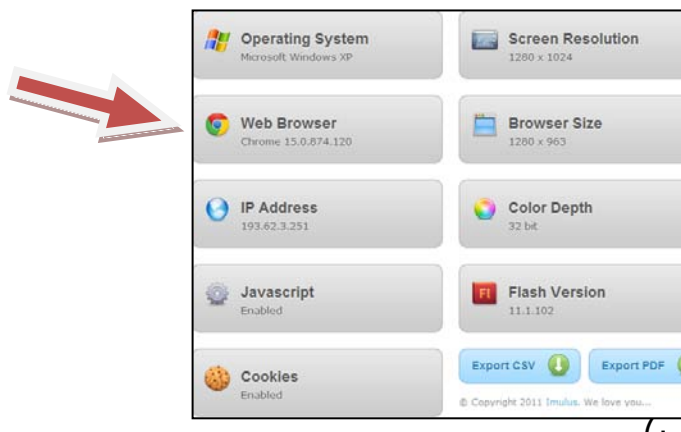 Operating System
Microsoft Windows XP
Screen Resolution
1280 x 1024
Web Browser
Chrome 15.0.874.120
Browser Size
1280 x 963
IP Address
193.62.3.251
Color Depth
32 bit
Javascript
Enabled
Flash Version
11.1.102
Cookies
Enabled
Export CSV
Export PDF
© Copyright 2011 Imulus. We love you...